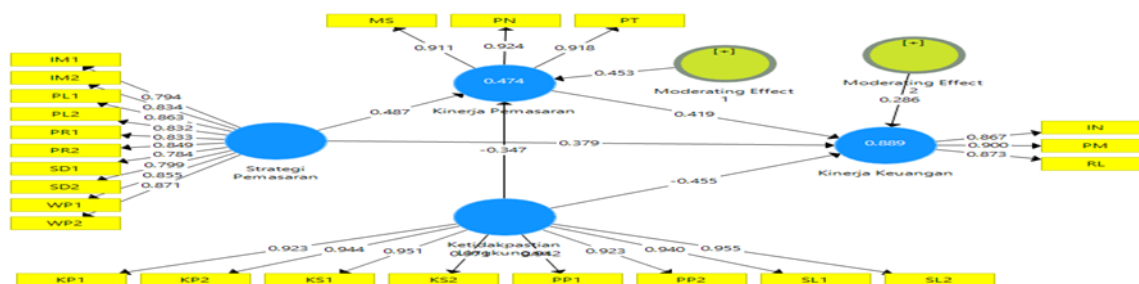 MS
PN
PT
0.911
0.924
0.918
[+]
[+]
IM1
IM2
PL1
PL2
PR1
PR2
SD1
SD2
WP1
WP2
0.794
0.834
0.863
0.832
0.833
0.849
0.784
0.799
0.855
0.871
0.474
Kinerja Pemasaran
0.453
Moderating Effect
1
Moderating Effect
2
0.286
0.487
0.419
0.379
-0.347
-0.455
Strategi
Pemasaran
0.889
Kinerja Keuangan
0.867
0.900
0.873
IN
PM
RL
Ketidakpastian
Lingkungan
0.923
0.944
0.951
0.942
0.923
0.940
0.955
KP1
KP2
KS1
KS2
PP1
PP2
SL1
SL2